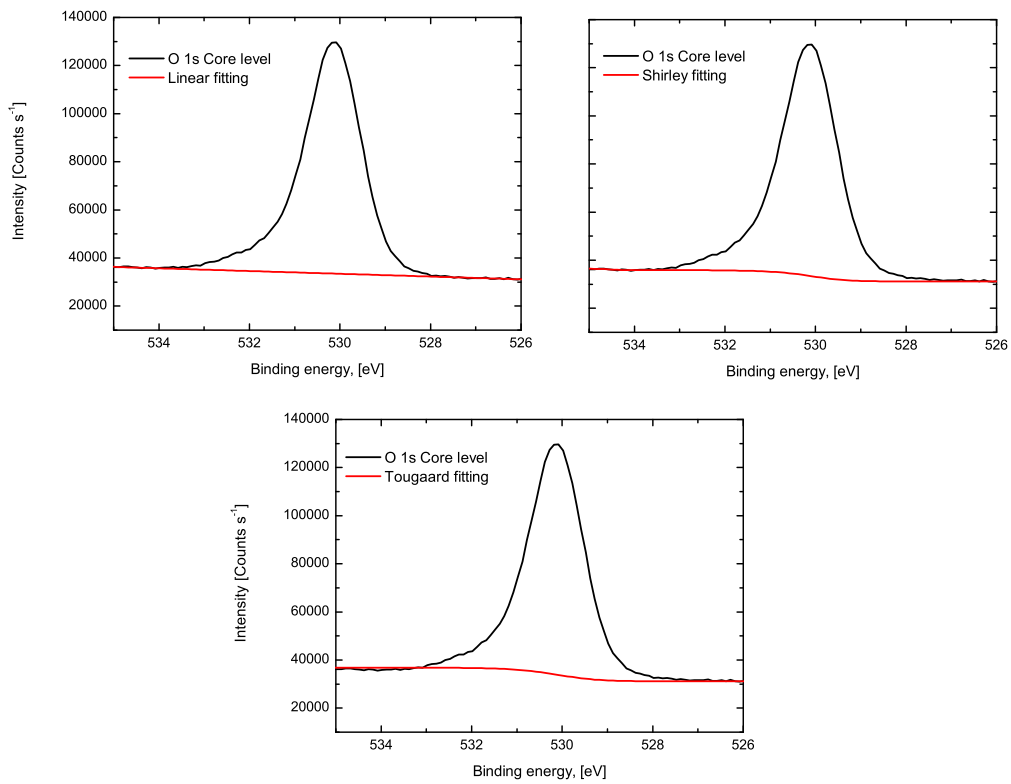 140000
120000
100000
80000
60000
40000
20000
Intensity [Counts s-1]
O 1s Core level
Linear fitting
534 532 530 528 526
Binding energy, [eV]
O 1s Core level
Shirley fitting
534 532 530 528 526
Binding energy, [eV]
140000
120000
100000
80000
60000
40000
20000
Intensity [Counts s-1]
O 1s Core level
Tougaard fitting
534 532 530 528 526
Binding energy, [eV]